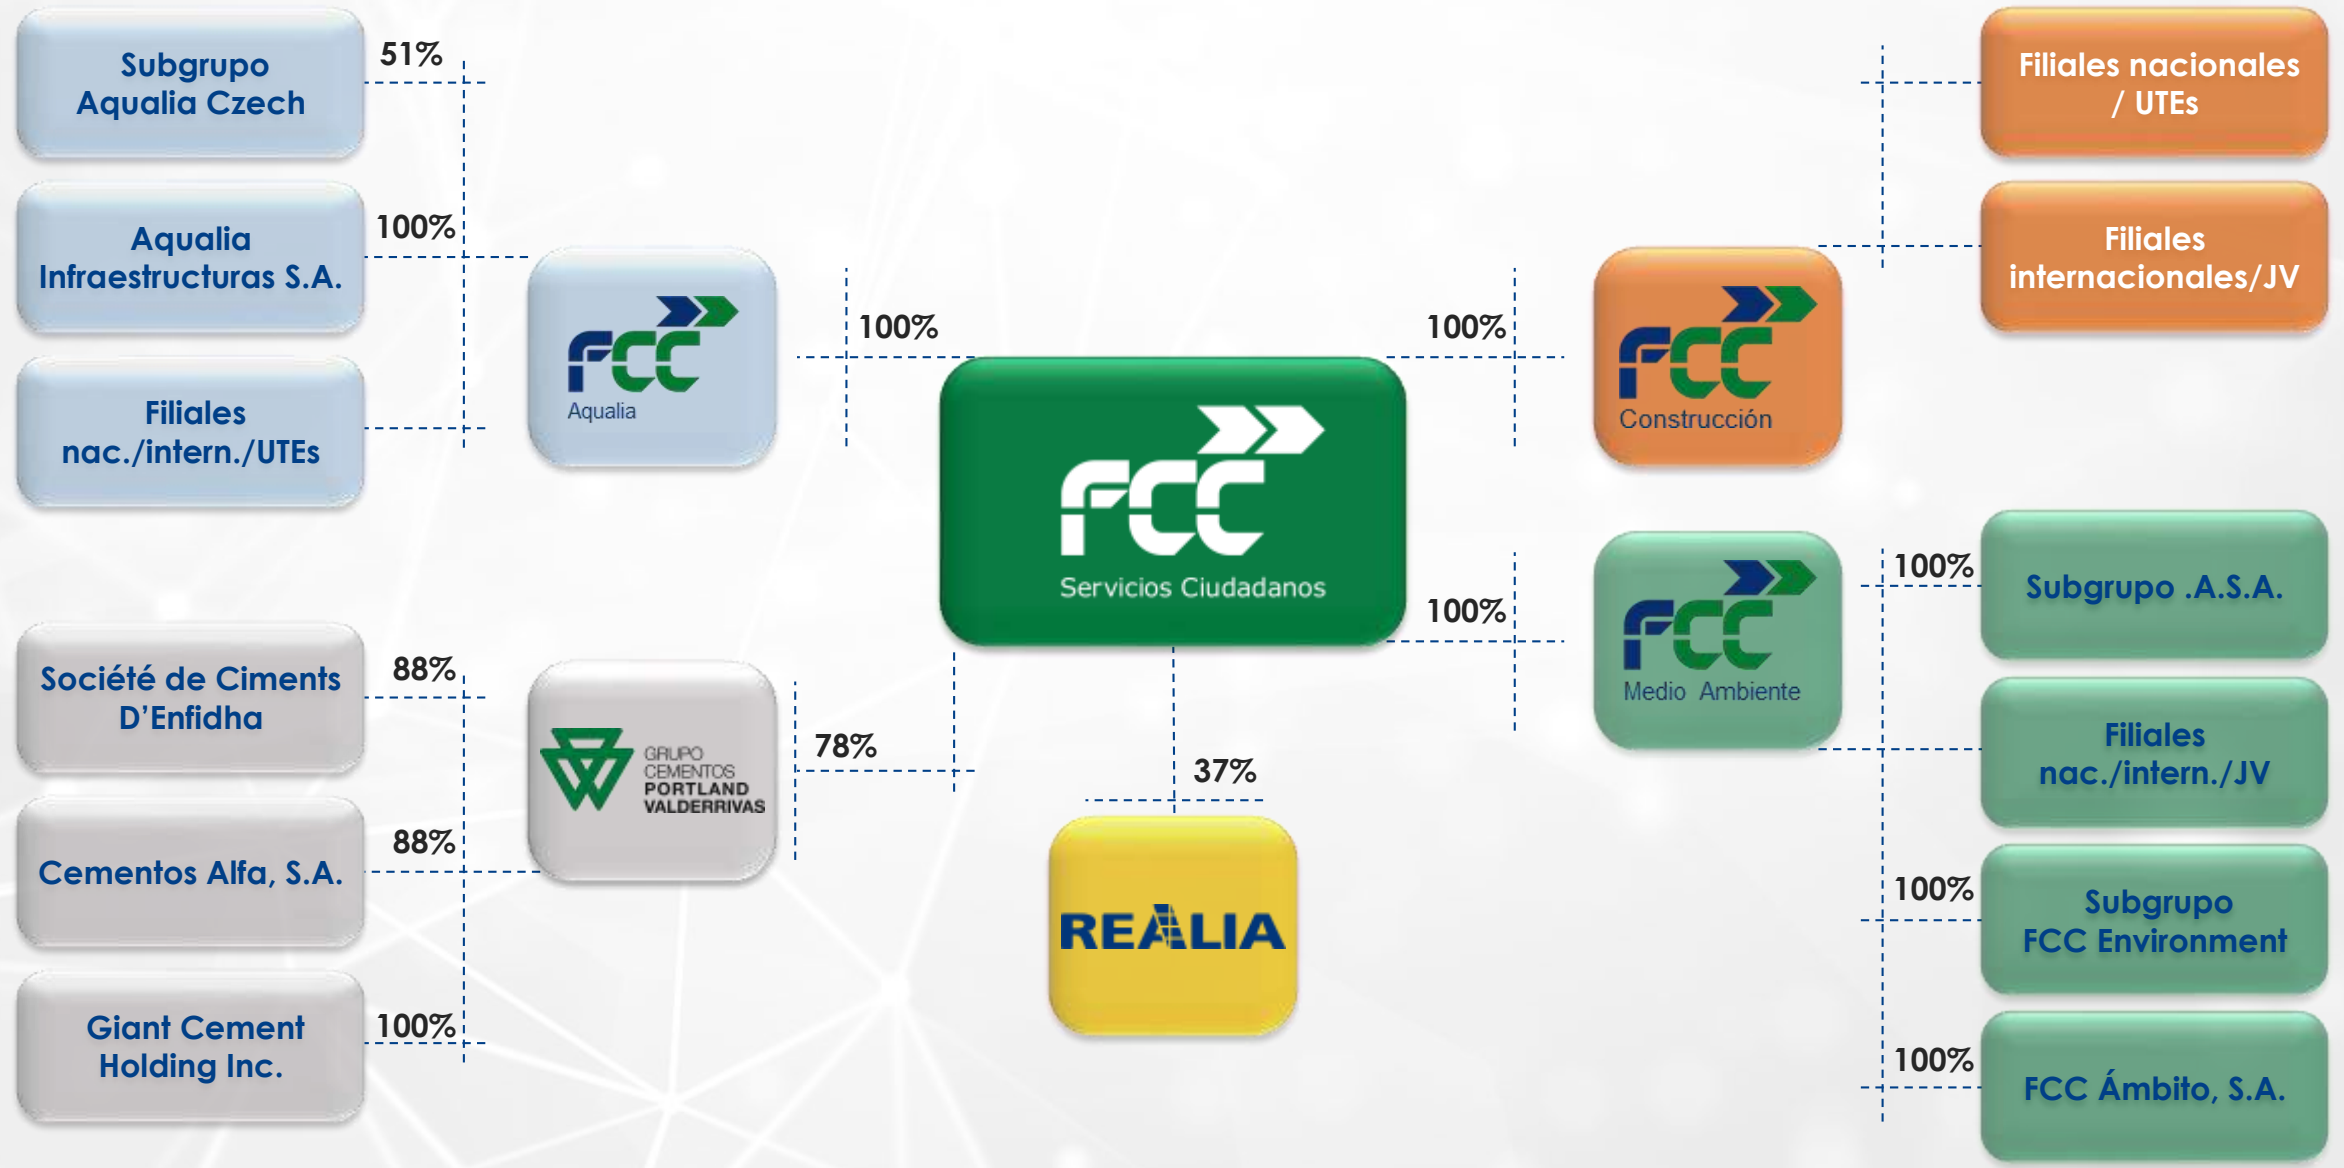 Subgrupo
Aqualia Czech
51%
Aqualia
Infraestructuras S.A.
100%
Filiales
nac./intern./UTEs
FCC
Aqualia
100%
Société de Ciments
D’Enfidha
88%
Cementos Alfa, S.A.
88%
Giant Cement
Holding Inc.
100%
GRUPO
CEMENTOS
PORTLAND
VALDERRIVAS
78%
FCC
Servicios Ciudadanos
37%
REALIA
100%
FCC
Construcción
Filiales nacionales
/ UTEs
Filiales
internacionales/JV
100%
FCC
Medio Ambiente
100%
Subgrupo .A.S.A.
Filiales
nac./intern./JV
100%
Subgrupo
FCC Environment
100%
FCC Ámbito, S.A.